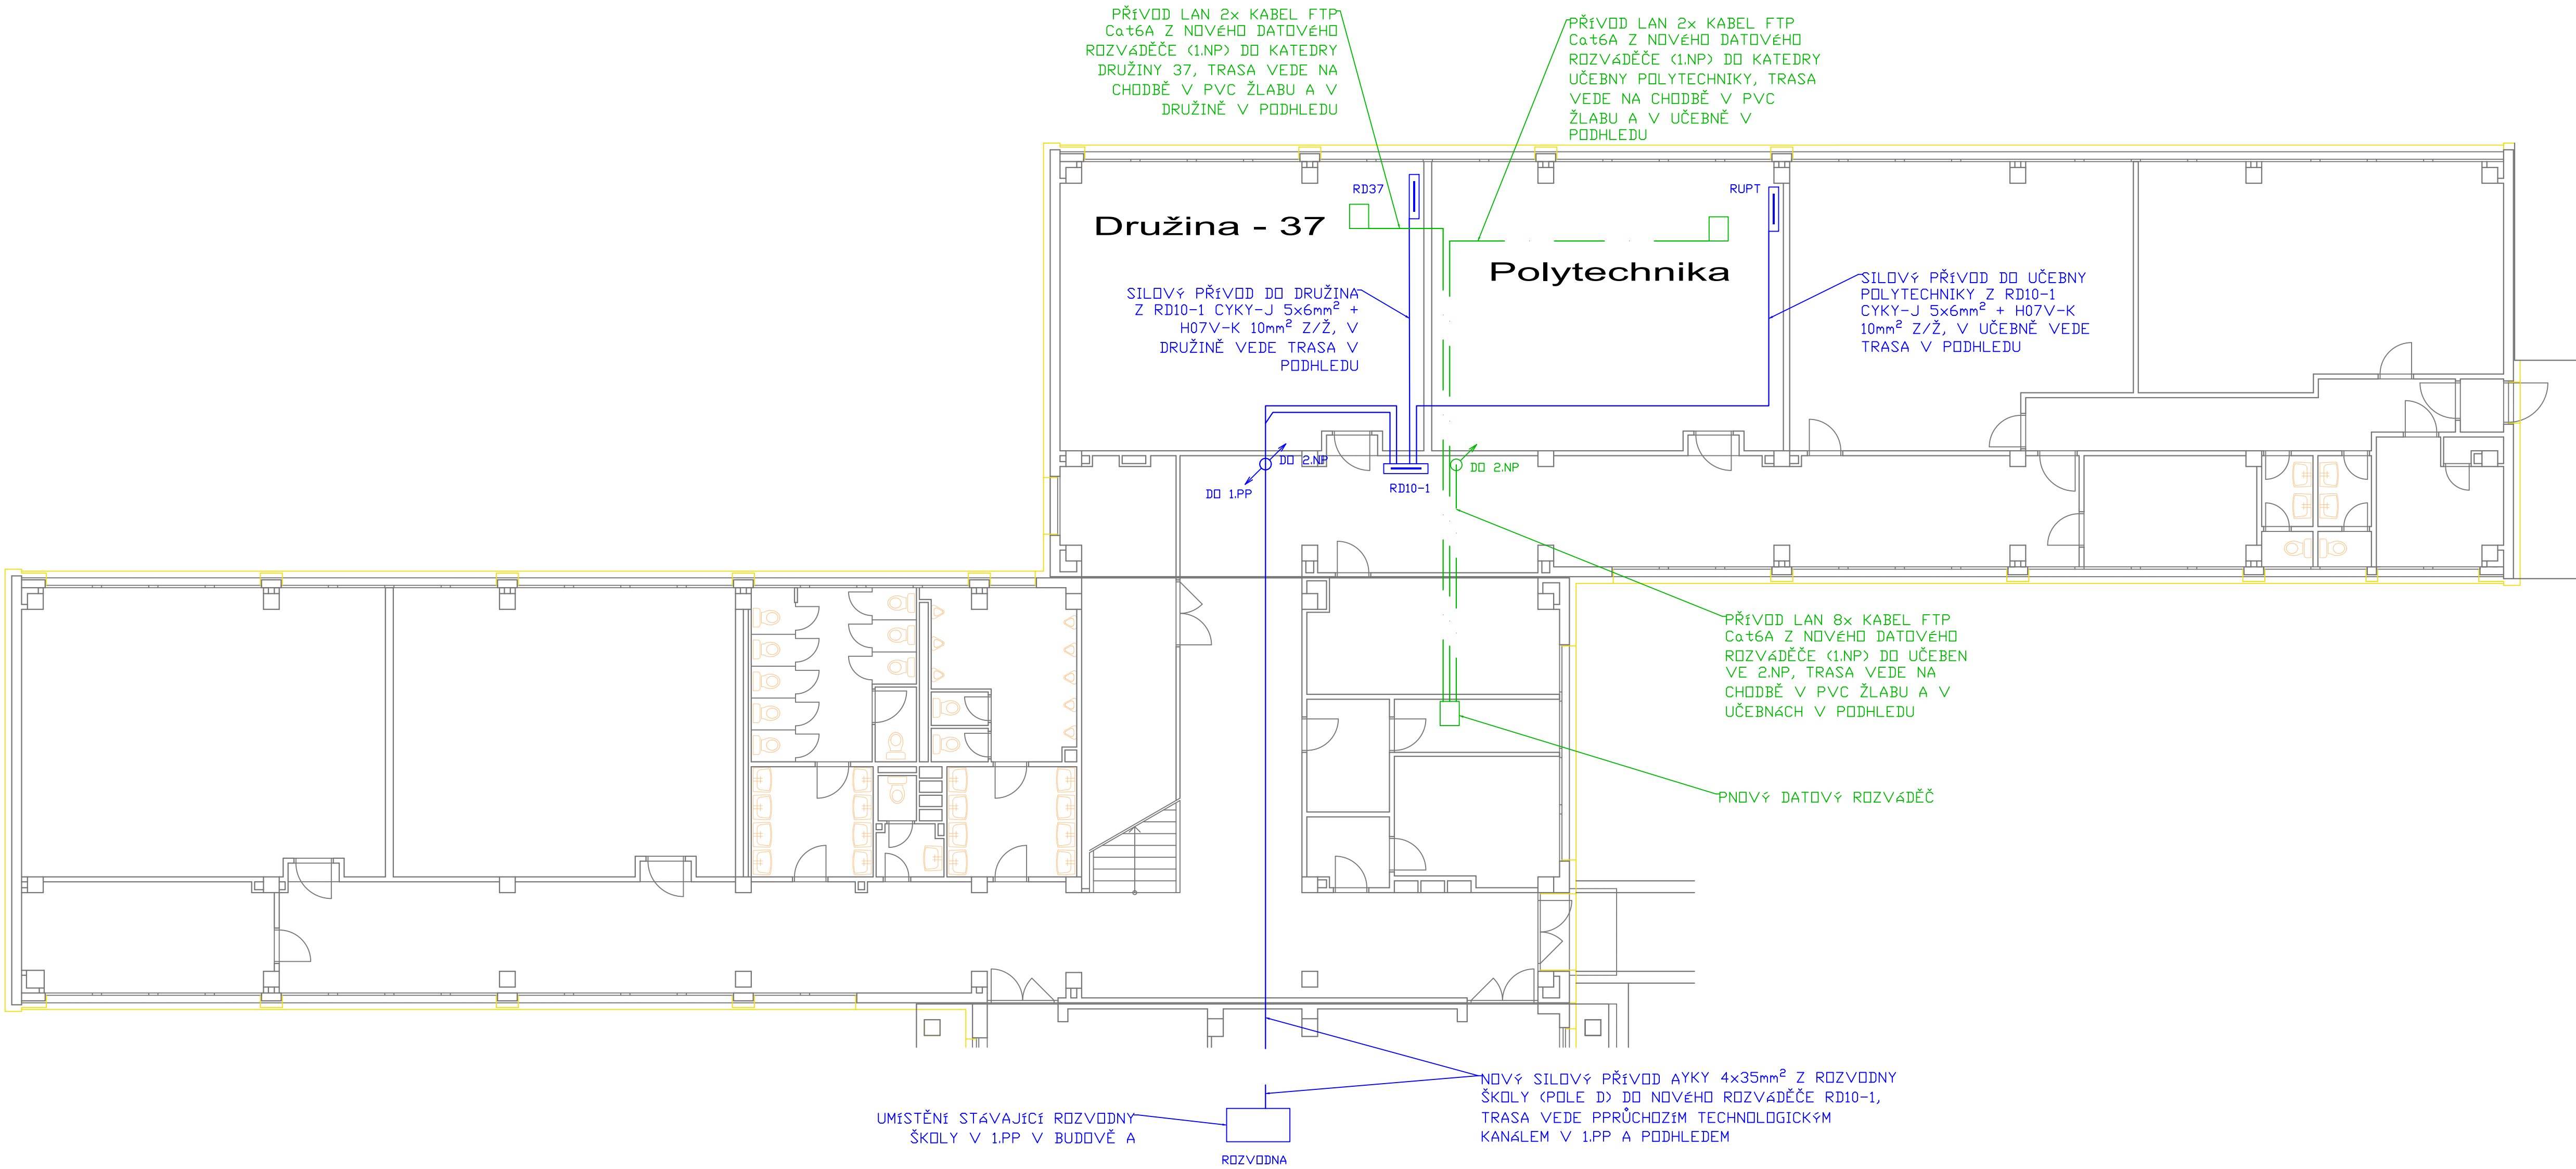 PŘÍVOD LAN 2x KABEL FTP
Cat6A Z NOVÉHO DATOVÉHO
ROZVÁDĚČE (1.NP) DO KATEDRY
DRUŽINY 37, TRASA VEDE NA
CHODBĚ V PVC ŽLABU A V
DRUŽINĚ V PODHLEDU
PŘÍVOD LAN 2x KABEL FTP
Cat6A Z NOVÉHO DATOVÉHO
ROZVÁDĚČE (1.NP) DO KATEDRY
UČEBNY POLYTECHNIKY, TRASA
VEDE NA CHODBĚ V PVC
ŽLABU A V UČEBNĚ V
PODHLEDU
RD37
RUPT
Družina - 37
Polytechnika
SILOVÝ PŘÍVOD DO DRUŽINA
Z RD10-1 CYKY-J 5x6mm² +
H07V-K 10mm² Z/Ž, V
DRUŽINĚ VEDE TRASA V
PODHLEDU
SILOVÝ PŘÍVOD DO UČEBNY
POLYTECHNIKY Z RD10-1
CYKY-J 5x6mm² + H07V-K
10mm² Z/Ž, V UČEBNĚ VEDE
TRASA V PODHLEDU
DO 2.NP
DO 1.PP
RD10-1
DO 2.NP
PŘÍVOD LAN 8x KABEL FTP
Cat6A Z NOVÉHO DATOVÉHO
ROZVÁDĚČE (1.NP) DO UČEBEN
VE 2.NP, TRASA VEDE NA
CHODBĚ V PVC ŽLABU A V
UČEBNÁCH V PODHLEDU
PNOVÝ DATOVÝ ROZVÁDĚČ
NOVÝ SILOVÝ PŘÍVOD AYKY 4x35mm² Z ROZVODNY
ŠKOLY (POLE D) DO NOVÉHO ROZVÁDĚČE RD10-1,
TRASA VEDE PPRŮCHOZÍM TECHNOLOGICKÝM
KANÁLEM V 1.PP A PODHLEDEM
UMÍSTĚNÍ STÁVAJÍCÍ ROZVODNY
ŠKOLY V 1.PP V BUDOVĚ A
ROZVODNA